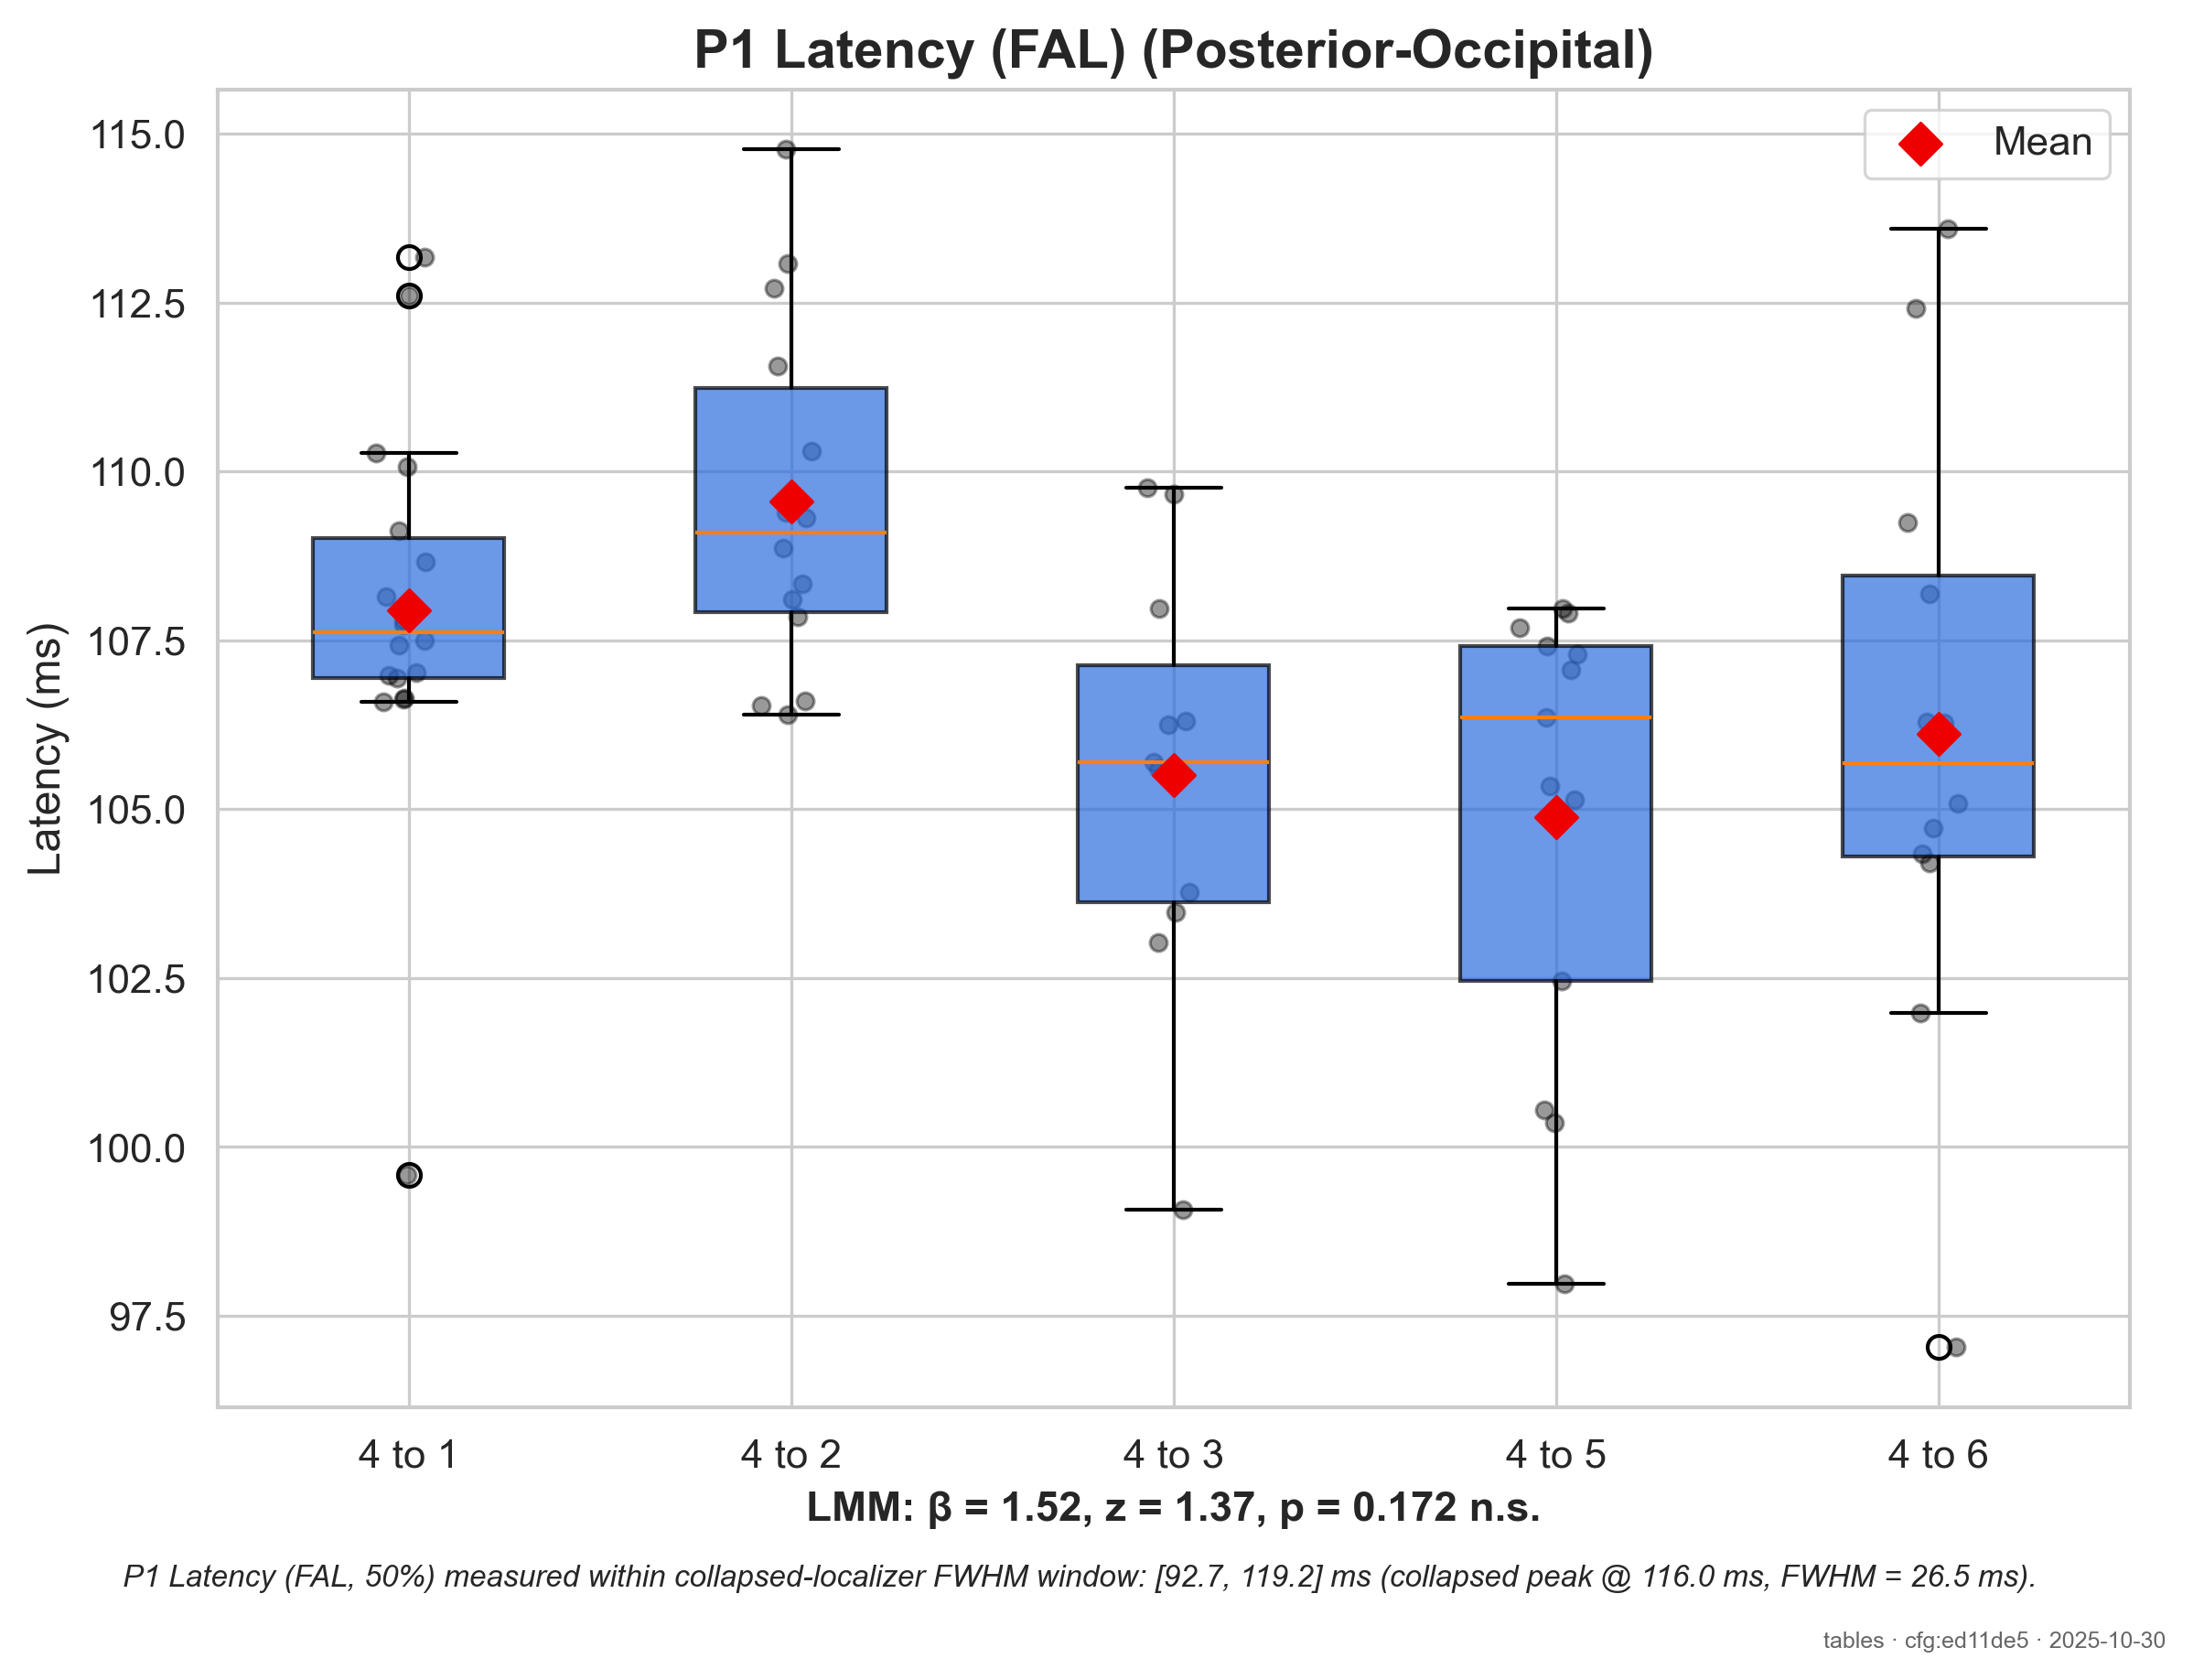 P1 Latency (FAL) (Posterior-Occipital)
Mean
Latency (ms)
115.0
112.5
110.0
107.5
105.0
102.5
100.0
97.5
4 to 1
4 to 2
4 to 3
4 to 5
4 to 6
LMM: β = 1.52, z = 1.37, p = 0.172 n.s.
P1 Latency (FAL, 50%) measured within collapsed-localizer FWHM window: [92.7, 119.2] ms (collapsed peak @ 116.0 ms, FWHM = 26.5 ms).
tables · cfg:ed11de5 · 2025-10-30